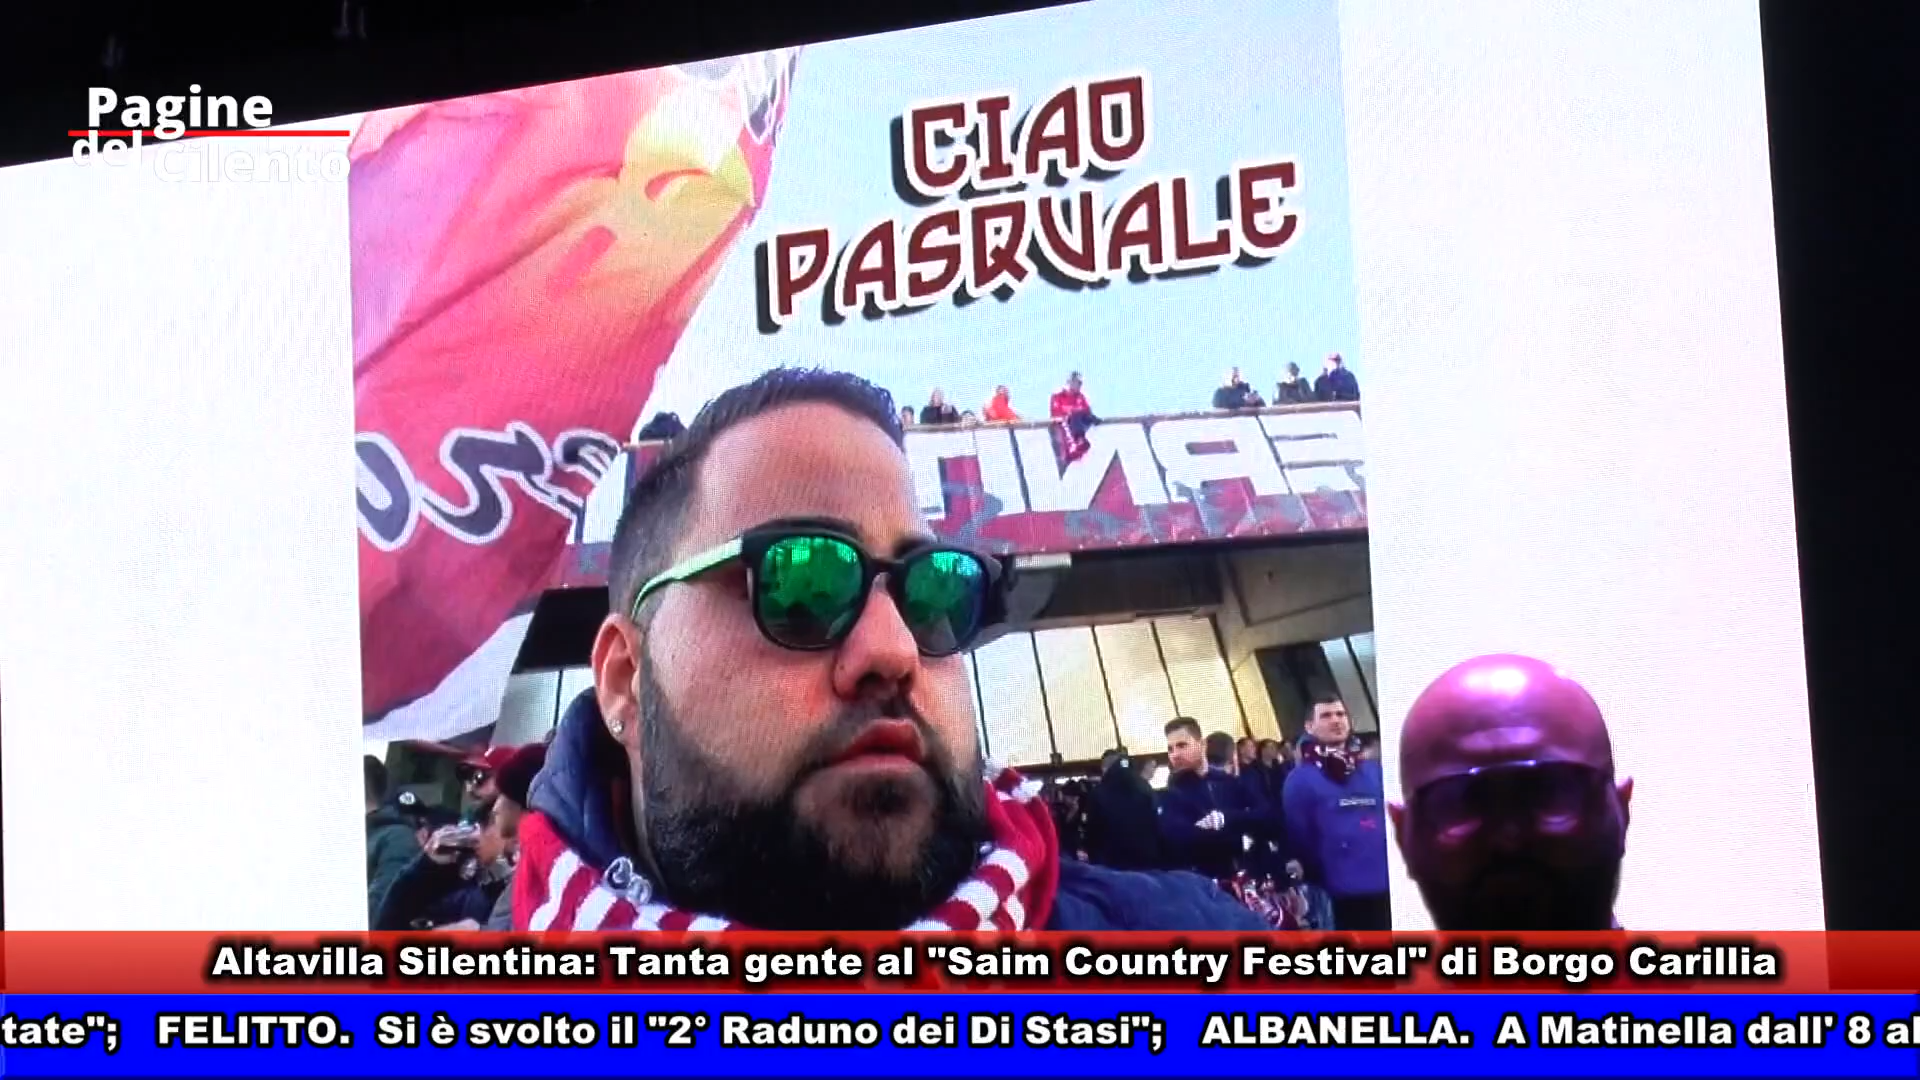 Pagine
del Cilento
CIAO
PASQUALE
Altavilla Silentina: Tanta gente al "Saim Country Festival" di Borgo Carillia
tate";   FELITTO.  Si è svolto il "2° Raduno dei Di Stasi";   ALBANELLA.  A Matinella dall' 8 al